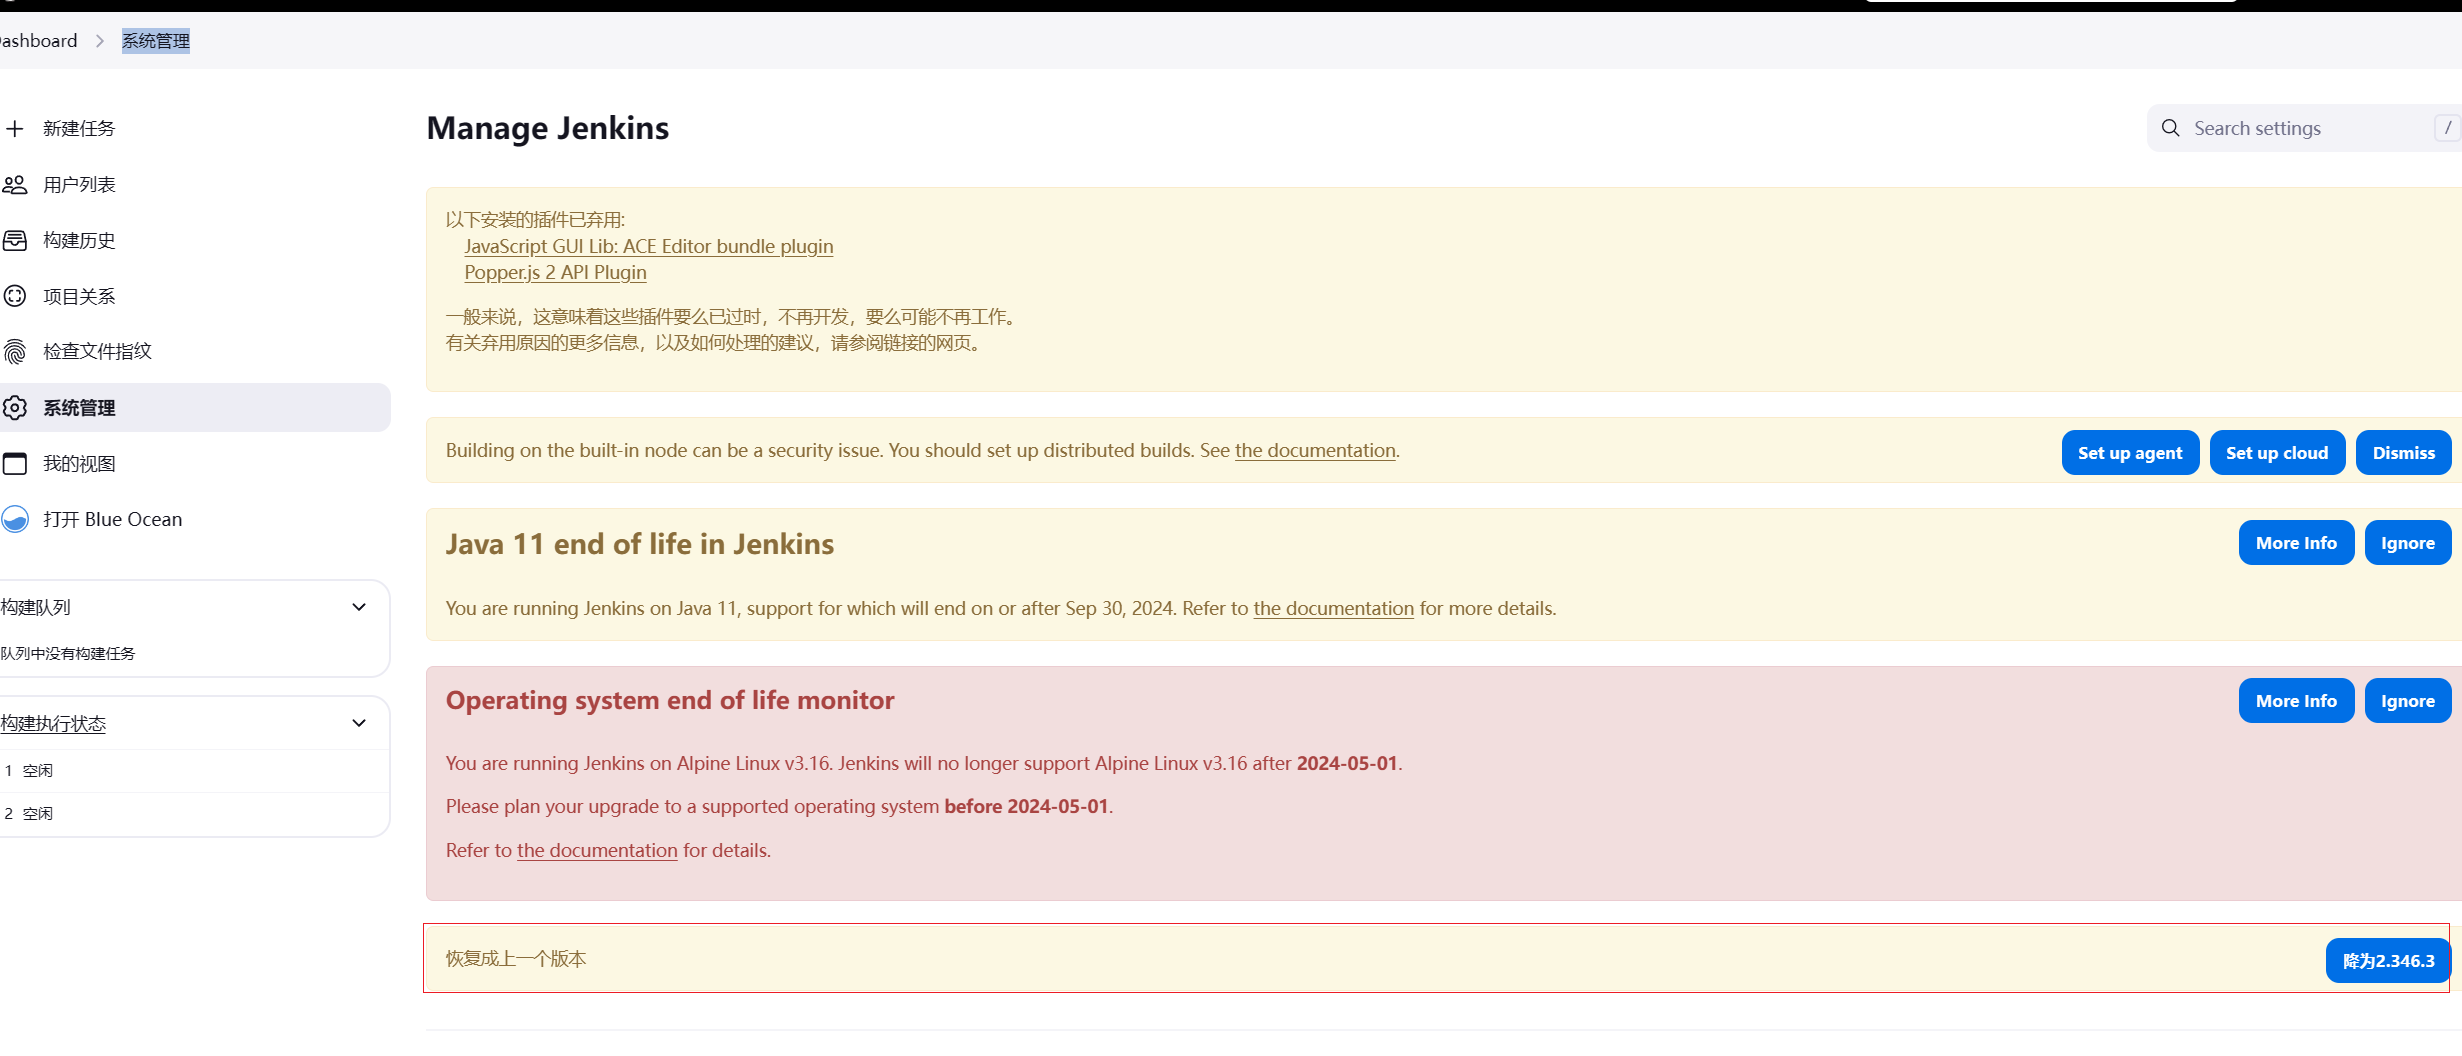 ashboard > 系统管理
新建任务
用户列表
构建历史
项目关系
检查文件指纹
系统管理
我的视图
打开 Blue Ocean
构建队列
队列中没有构建任务
构建执行状态
1 空闲
2 空闲
Manage Jenkins
Search settings /
以下安装的插件已弃用:
JavaScript GUI Lib: ACE Editor bundle plugin
Popper.js 2 API Plugin
一般来说，这意味着这些插件要么已过时，不再开发，要么可能不再工作。
有关弃用原因的更多信息，以及如何处理的建议，请参阅链接的网页。
Building on the built-in node can be a security issue. You should set up distributed builds. See the documentation.
Set up agent Set up cloud Dismiss
Java 11 end of life in Jenkins
More Info Ignore
You are running Jenkins on Java 11, support for which will end on or after Sep 30, 2024. Refer to the documentation for more details.
Operating system end of life monitor
More Info Ignore
You are running Jenkins on Alpine Linux v3.16. Jenkins will no longer support Alpine Linux v3.16 after 2024-05-01.
Please plan your upgrade to a supported operating system before 2024-05-01.
Refer to the documentation for details.
恢复成上一个版本
降为2.346.3